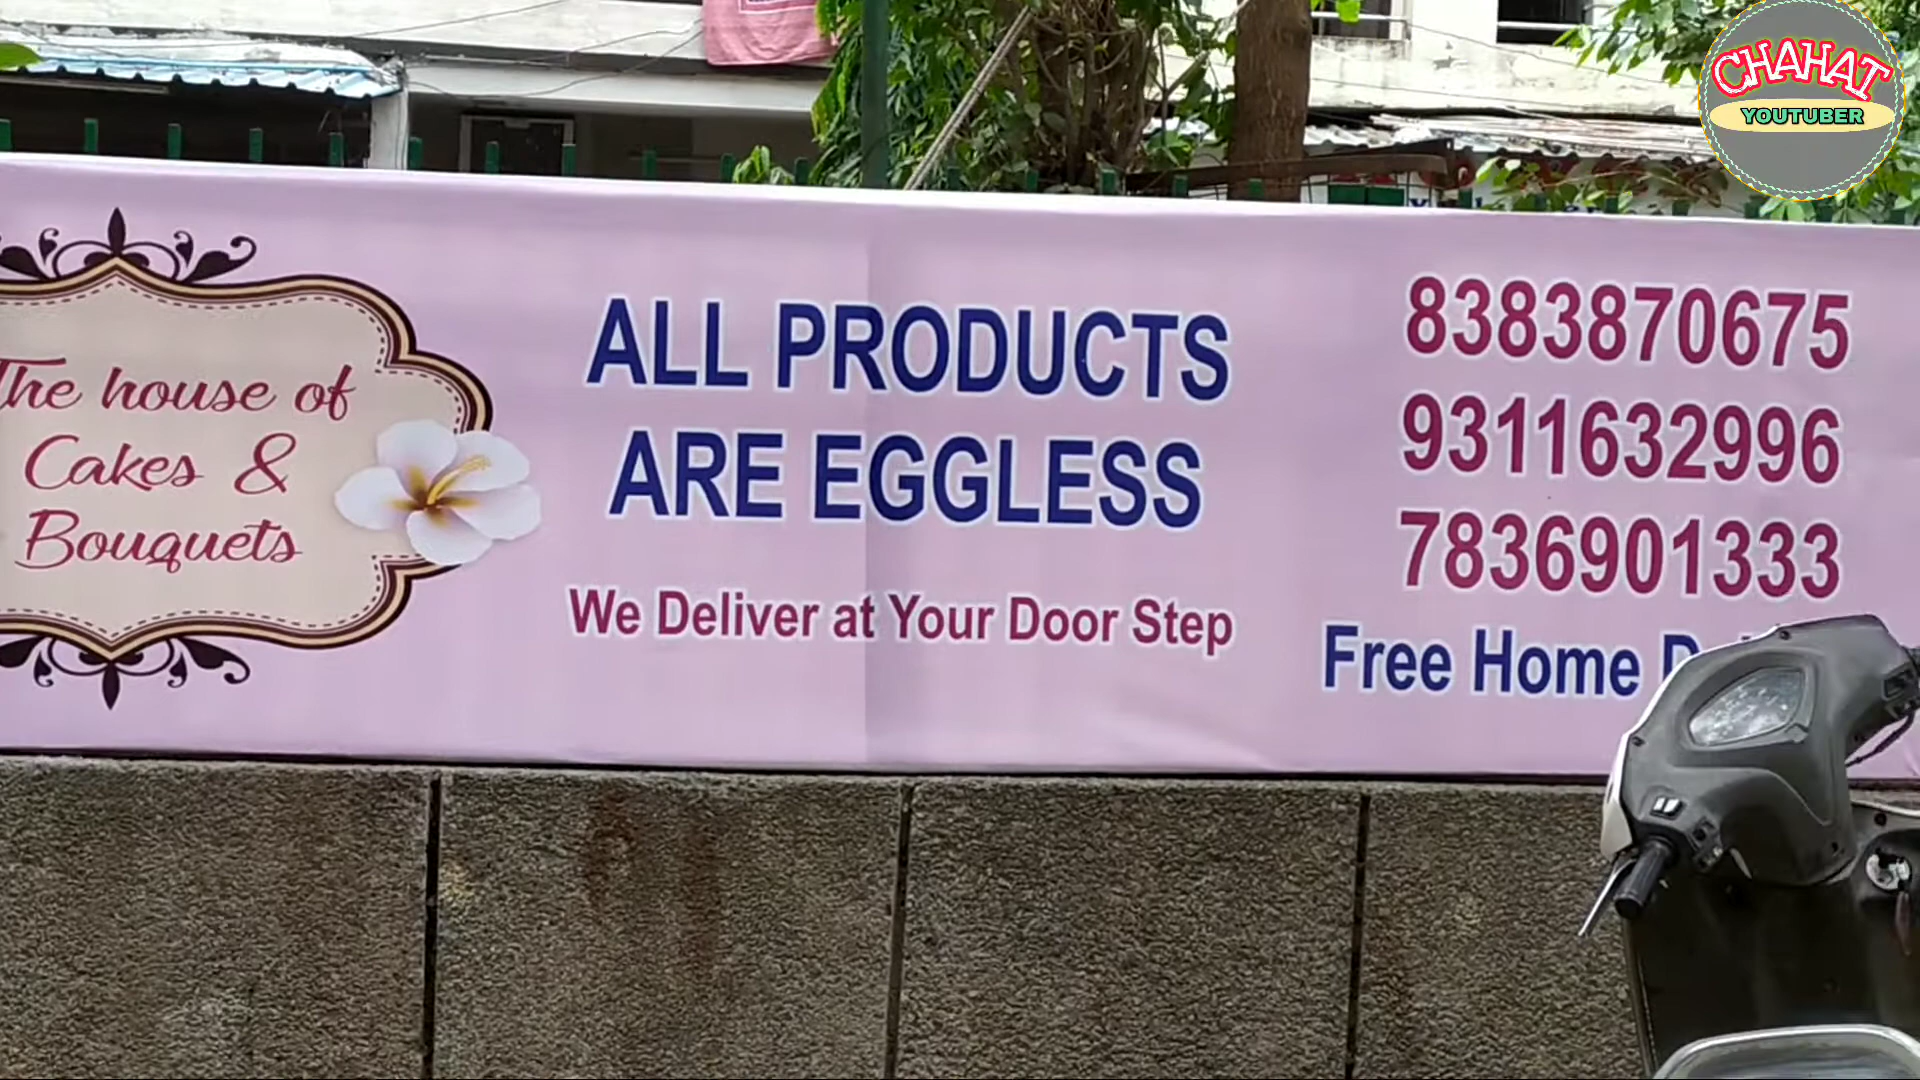 CHAHAT
YOUTUBER
The house of
Cakes &
Bouquets
ALL PRODUCTS
ARE EGGLESS
We Deliver at Your Door Step
8383870675
9311632996
7836901333
Free Home